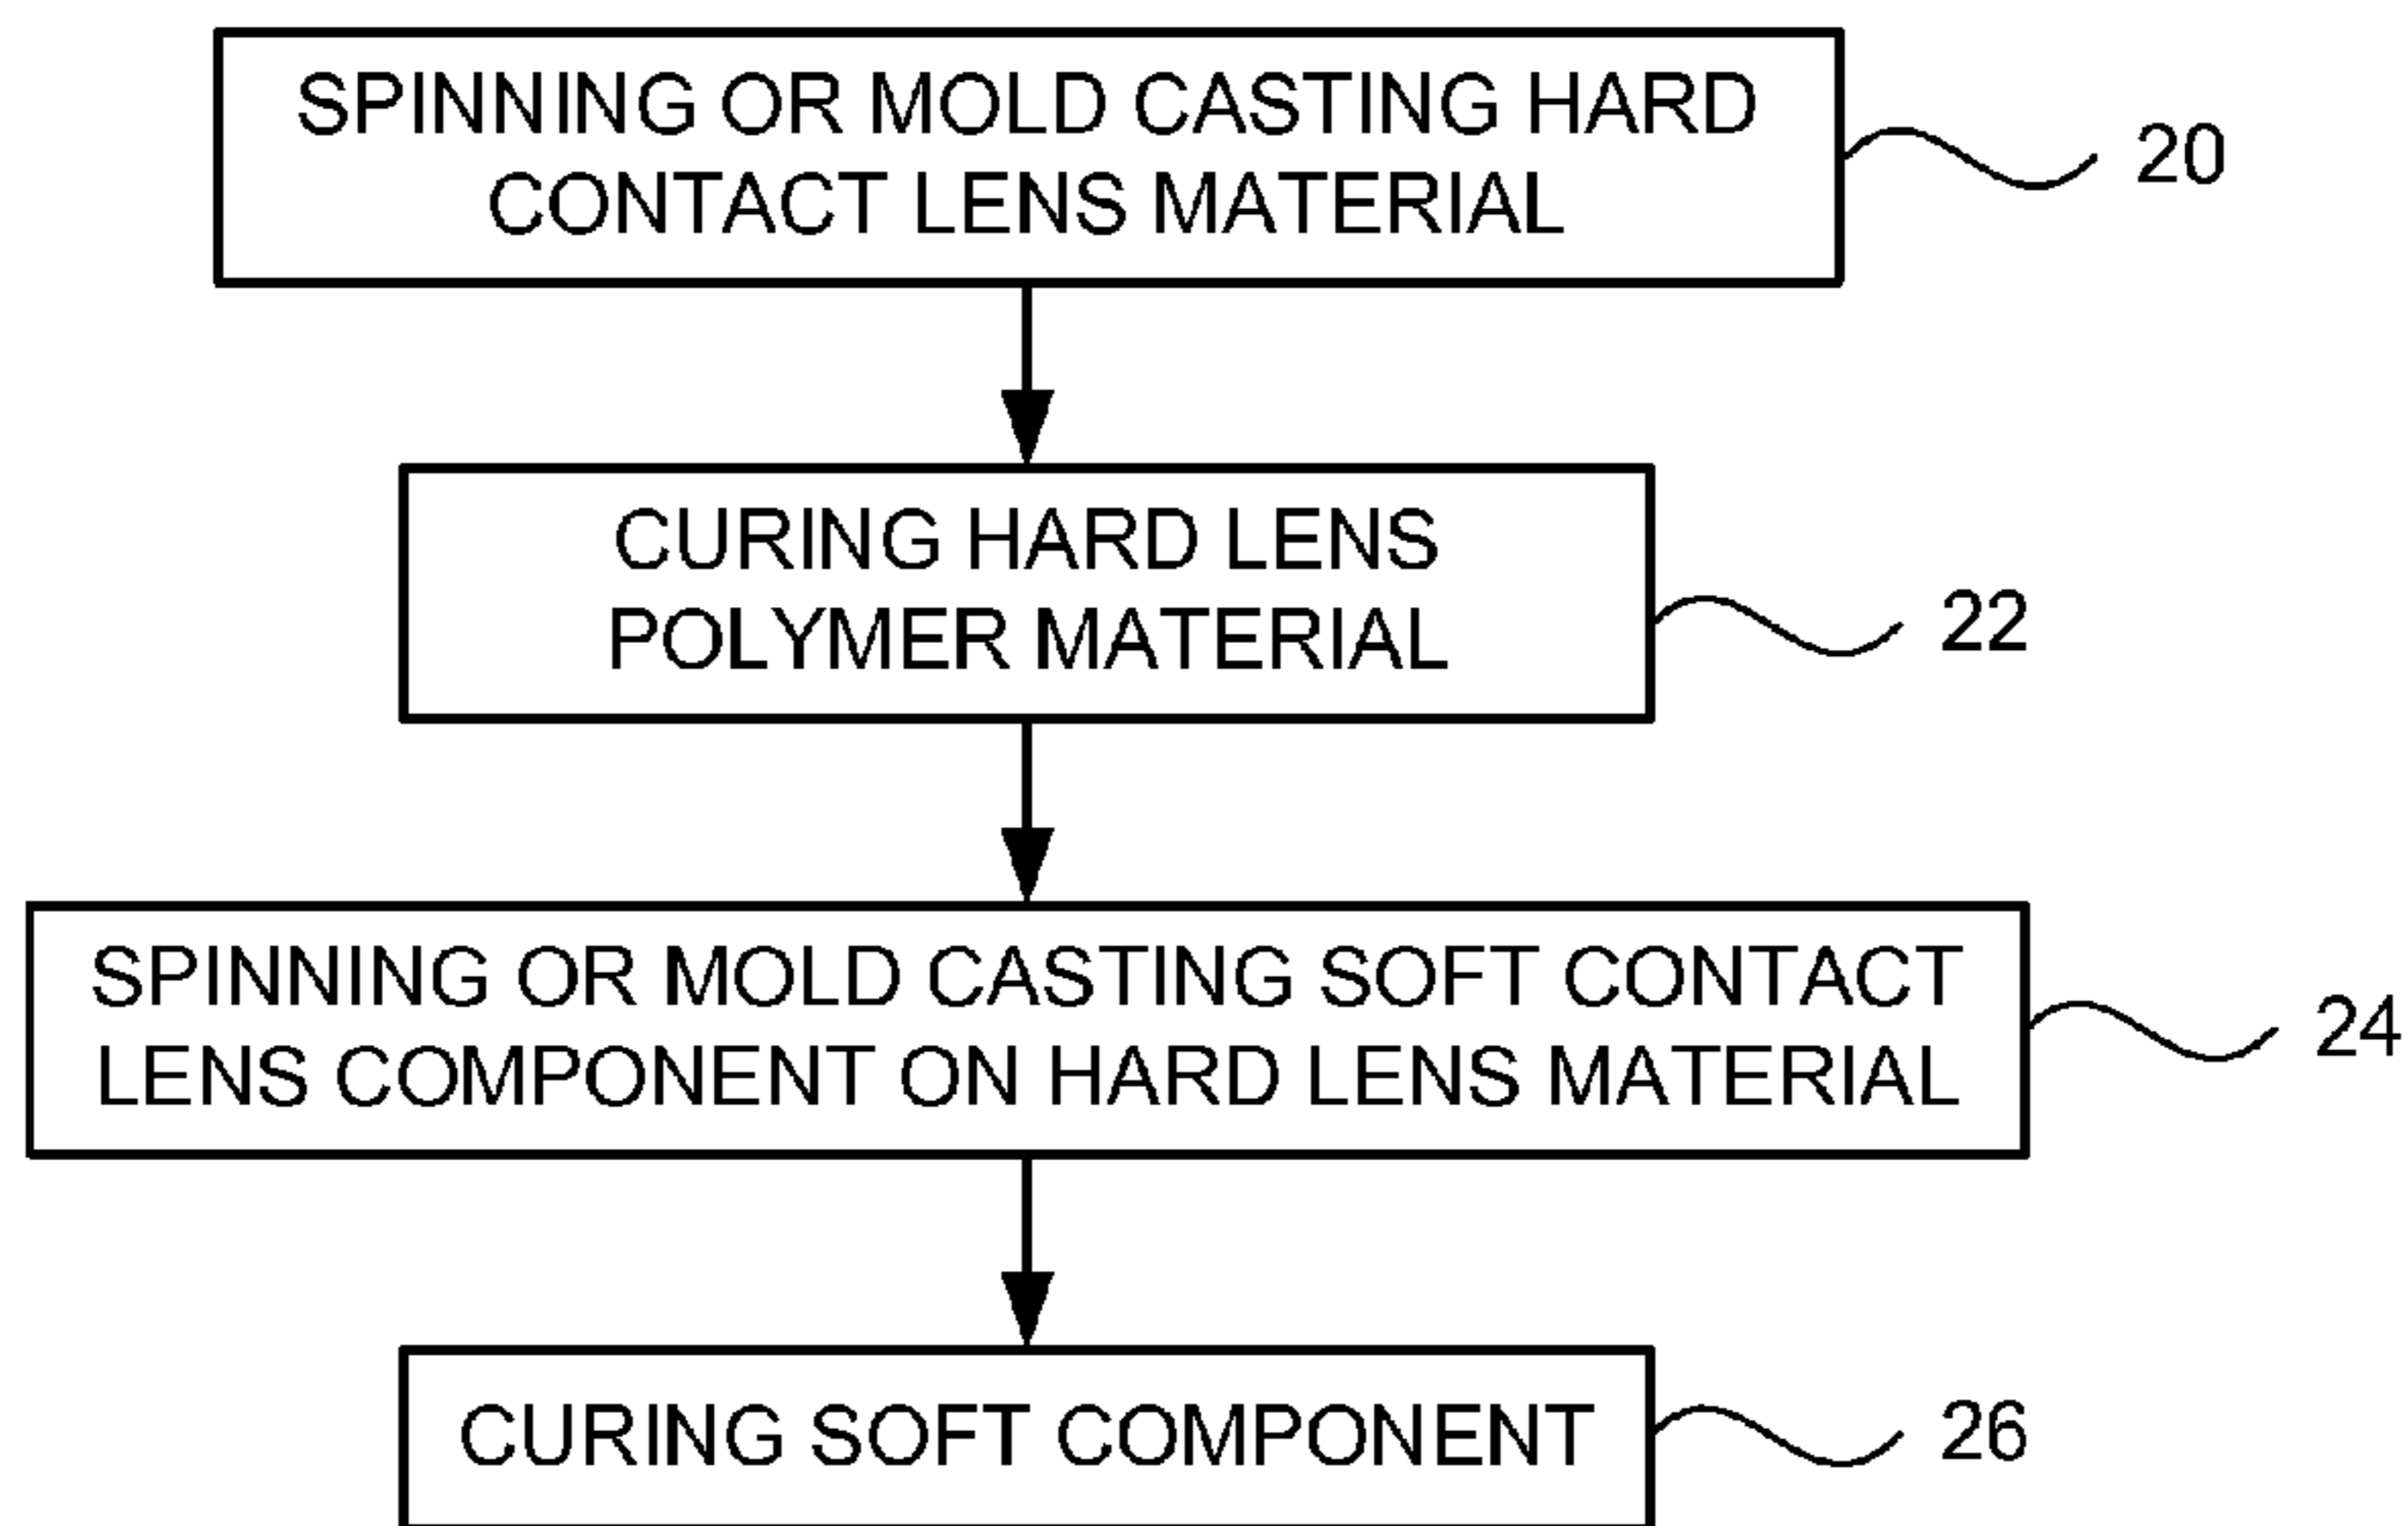 SPINNING OR MOLD CASTING HARD
CONTACT LENS MATERIAL
20
CURING HARD LENS
POLYMER MATERIAL
22
SPINNING OR MOLD CASTING SOFT CONTACT
LENS COMPONENT ON HARD LENS MATERIAL
24
CURING SOFT COMPONENT
26